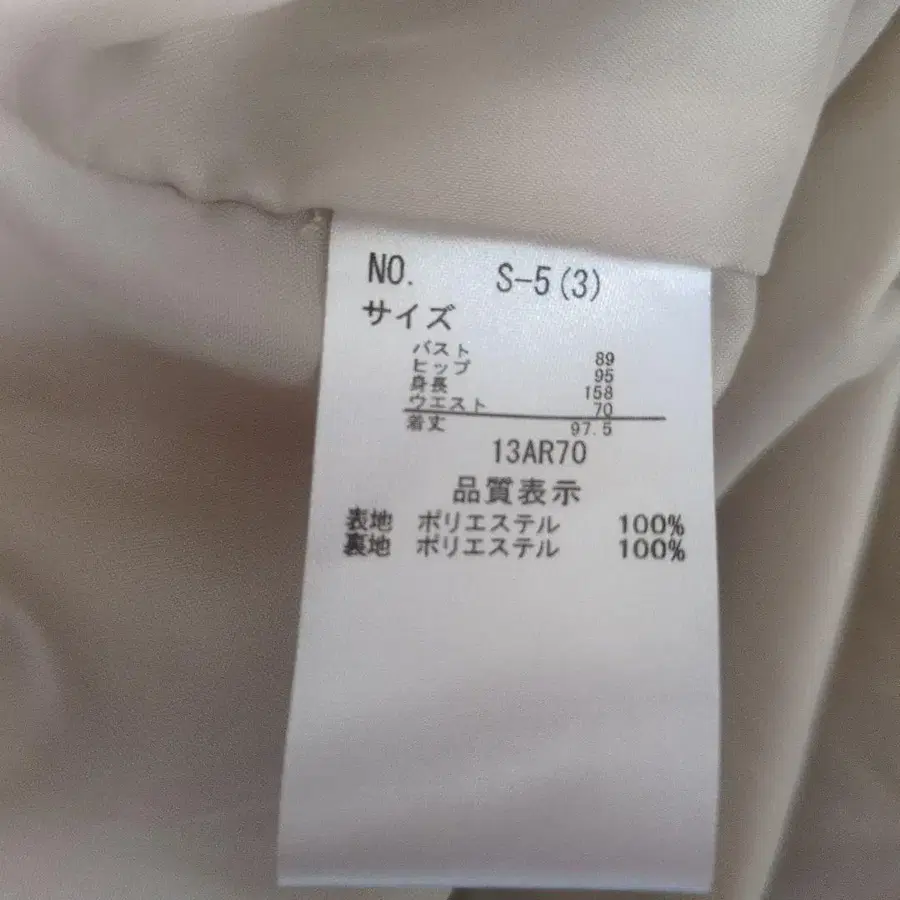 NO. S-5(3)
サイズ
バスト 89
ヒップ 95
身長 158
ウエスト 70
着丈 97.5
13AR70
品質表示
表地 ポリエステル 100%
裏地 ポリエステル 100%